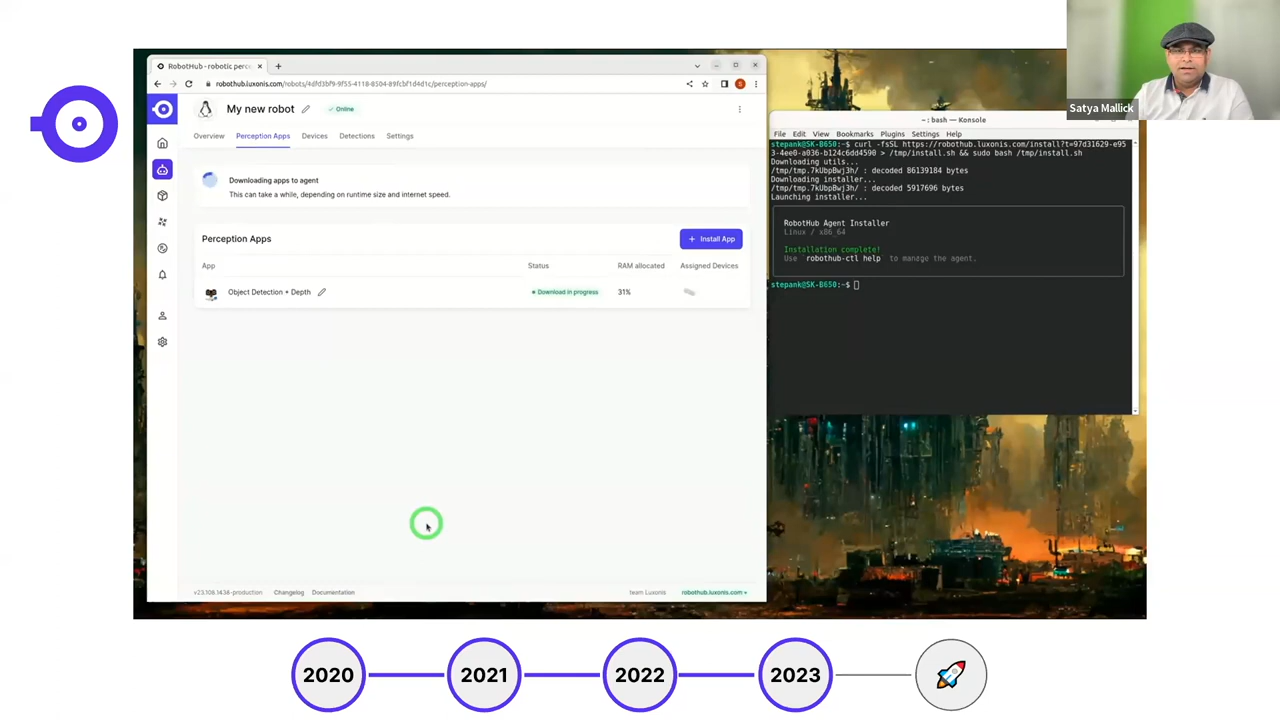 RobotHub - robotic perc
robothub.luxonis.com/robots/4dfd3bf9-9f55-4118-8504-89fcbf1d4d1c/perception-apps/
Satya Mallick
My new robot
Online
Overview Perception Apps Devices Detections Settings
Downloading apps to agent
This can take a while, depending on runtime size and internet speed.
Perception Apps
+ Install App
App Status RAM allocated Assigned Devices
Object Detection + Depth Download in progress 31%
v23.108.1436-production Changelog Documentation team Luxonis robothub.luxonis.com
~ : bash — Konsole
File Edit View Bookmarks Plugins Settings Help
stepank@SK-B650:~$ curl -fsSL https://robothub.luxonis.com/install?t=97d31629-e95
3-4ee0-a036-b124c6dd4590 > /tmp/install.sh && sudo bash /tmp/install.sh
Downloading utils...
/tmp/tmp.7kUbpBwj3h/ : decoded 86139184 bytes
Downloading installer...
/tmp/tmp.7kUbpBwj3h/ : decoded 5917696 bytes
Launching installer...
RobotHub Agent Installer
Linux / x86_64
Installation complete!
Use `robothub-ctl help` to manage the agent.
stepank@SK-B650:~$
2020 2021 2022 2023